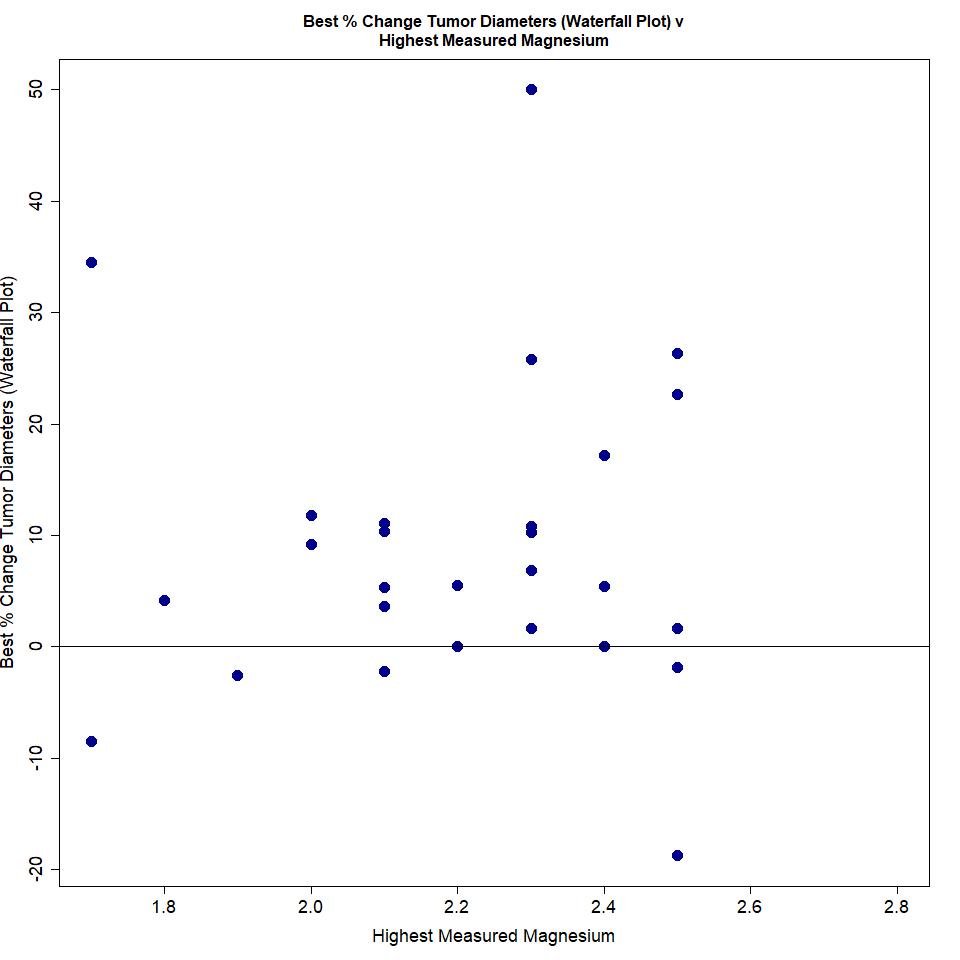 Best % Change Tumor Diameters (Waterfall Plot) v
Highest Measured Magnesium
Best % Change Tumor Diameters (Waterfall Plot)
50
40
30
20
10
0
-10
-20
1.8 2.0 2.2 2.4 2.6 2.8
Highest Measured Magnesium